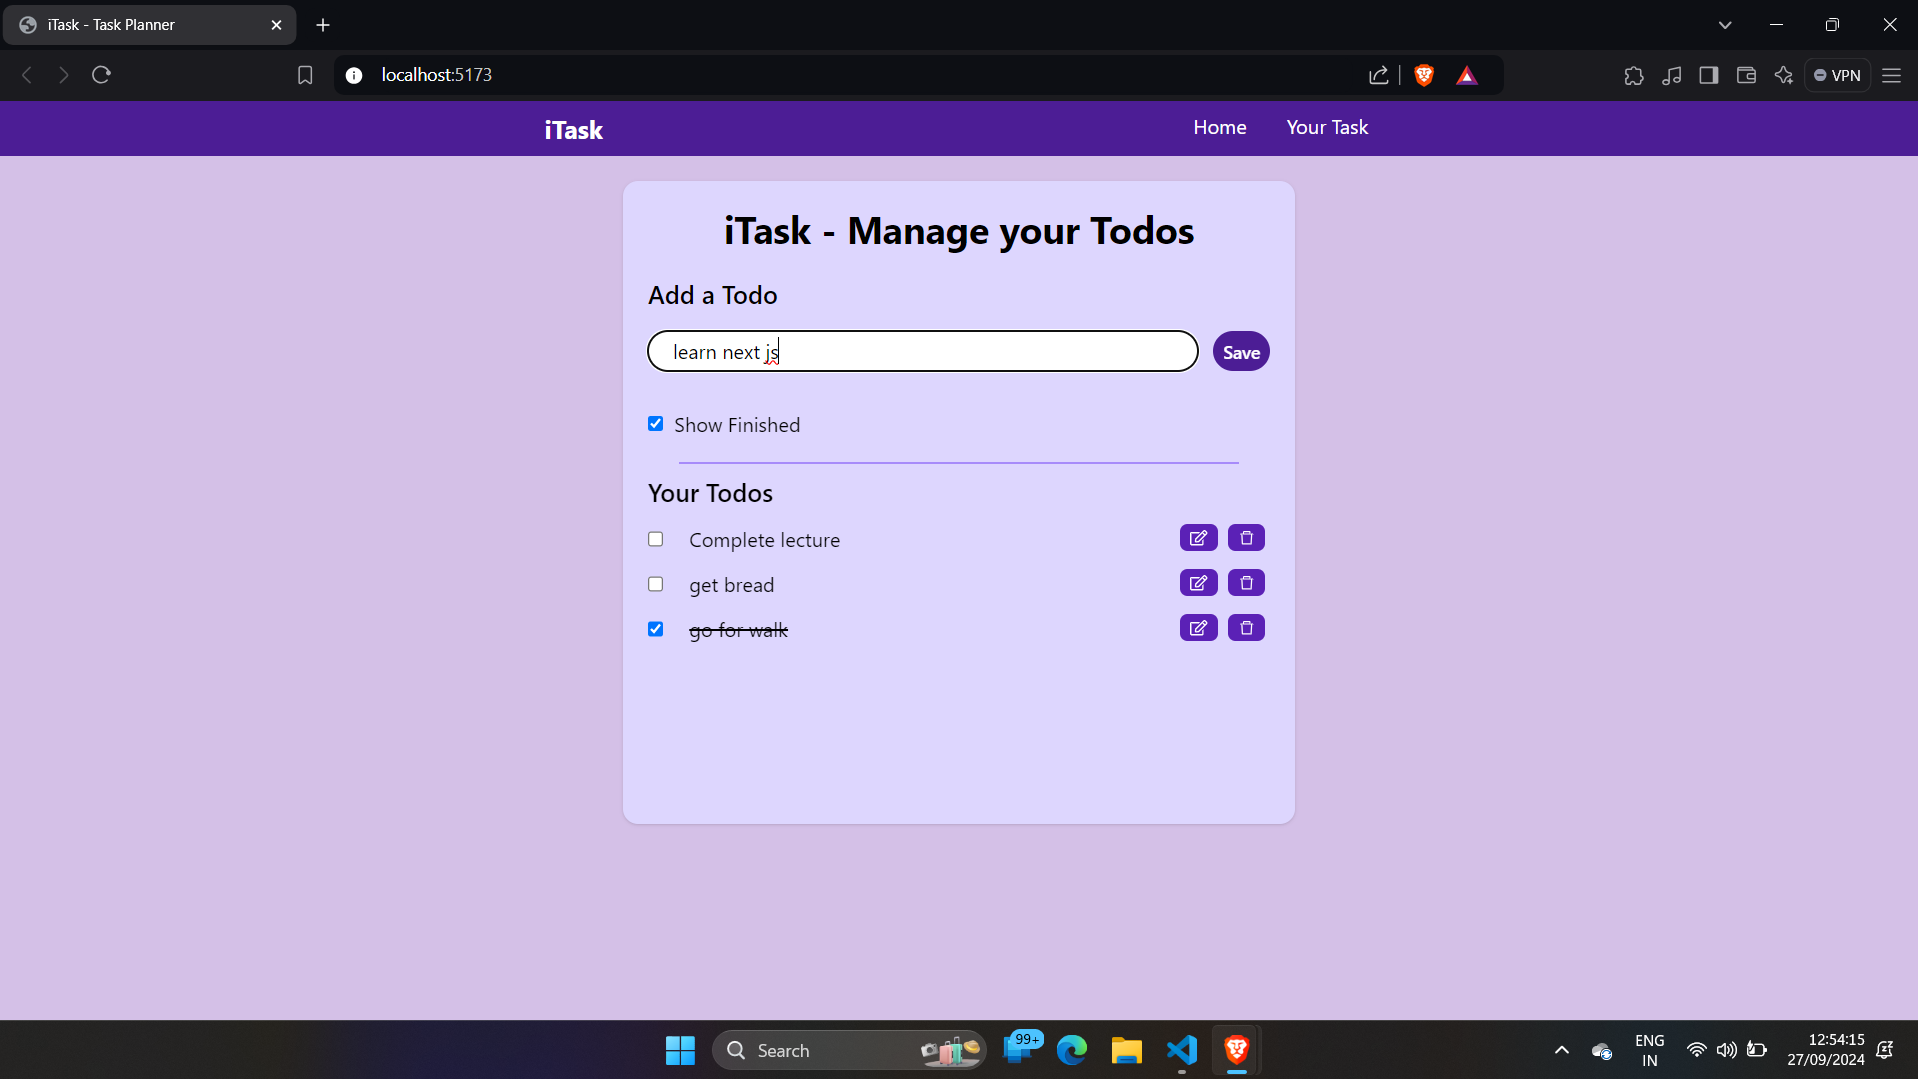 iTask - Task Planner
localhost:5173
VPN
iTask
Home
Your Task
iTask - Manage your Todos
Add a Todo
learn next js
Save
Show Finished
Your Todos
Complete lecture
get bread
go for walk
Search
99+
ENG
IN
12:54:15
27/09/2024